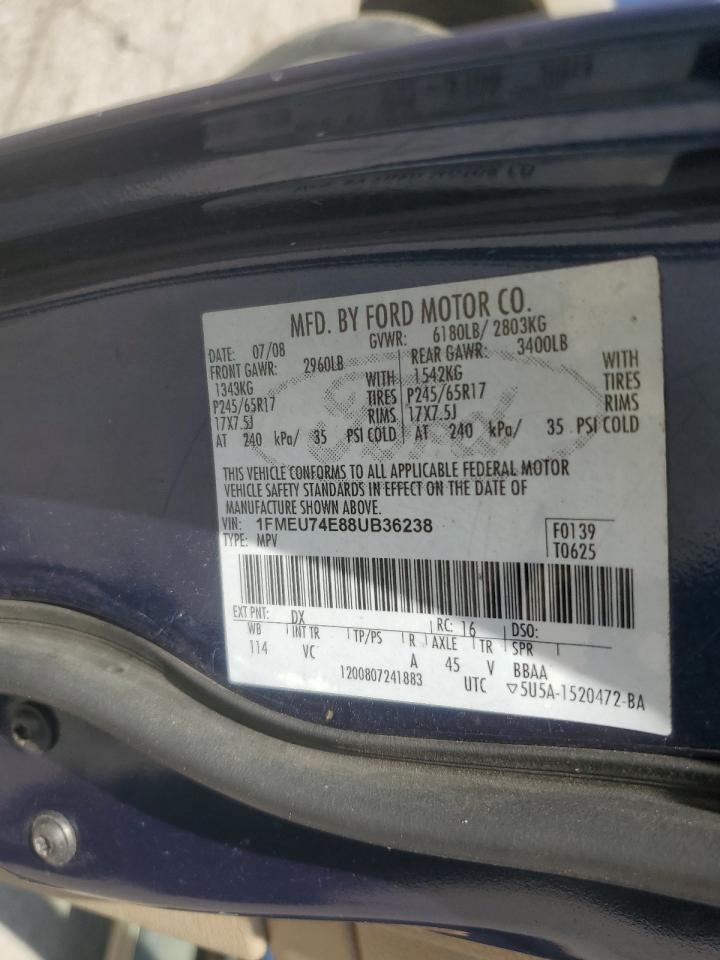 MFD. BY FORD MOTOR CO.
DATE: 07/08 GVWR: 6180LB/ 2803KG
FRONT GAWR: 2960LB REAR GAWR: 3400LB
1343KG WITH 1542KG WITH
P245/65R17 TIRES P245/65R17 TIRES
17X7.5J RIMS 17X7.5J RIMS
AT 240 kPa/ 35 PSI COLD AT 240 kPa/ 35 PSI COLD
Ford
THIS VEHICLE CONFORMS TO ALL APPLICABLE FEDERAL MOTOR
VEHICLE SAFETY STANDARDS IN EFFECT ON THE DATE OF
MANUFACTURE SHOWN ABOVE.
VIN: 1FMEU74E88UB36238 F0139
TYPE: MPV T0625
EXT PNT: DX RC: 16 DSO:
WB INT TR TP/PS R AXLE TR SPR
114 VC A 45 V BBAA
1200807241883 UTC ▽5U5A-1520472-BA